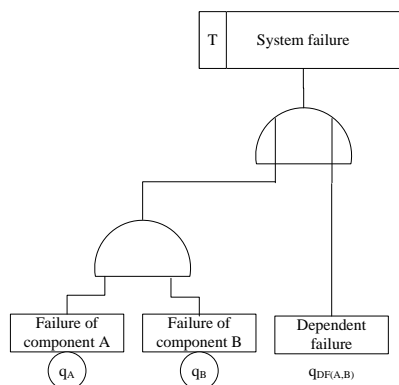 T System failure
Failure of
component A
Failure of
component B
Dependent
failure
qA
qB
qDF(A,B)